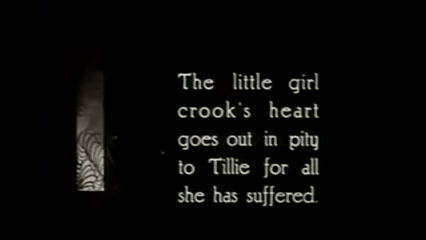 The little girl
crook's heart
goes out in pity
to Tillie for all
she has suffered.